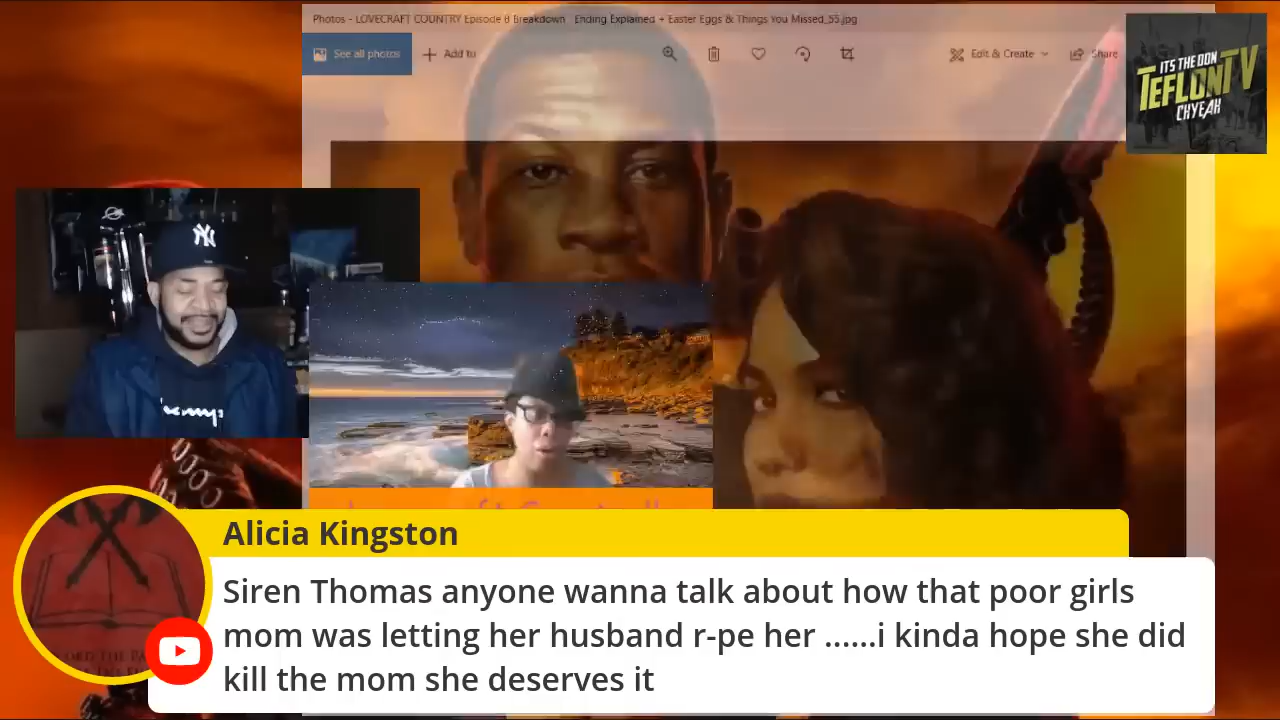 Photos - LOVECRAFT COUNTRY Episode 8 Breakdown Ending Explained + Easter Eggs & Things You Missed_55.jpg
See all photos
Add to
Edit & Create
Share
IT'S THE DON
TEFLON TV
CHYEAH
NY
Alicia Kingston
Siren Thomas anyone wanna talk about how that poor girls
mom was letting her husband r-pe her ......i kinda hope she did
kill the mom she deserves it